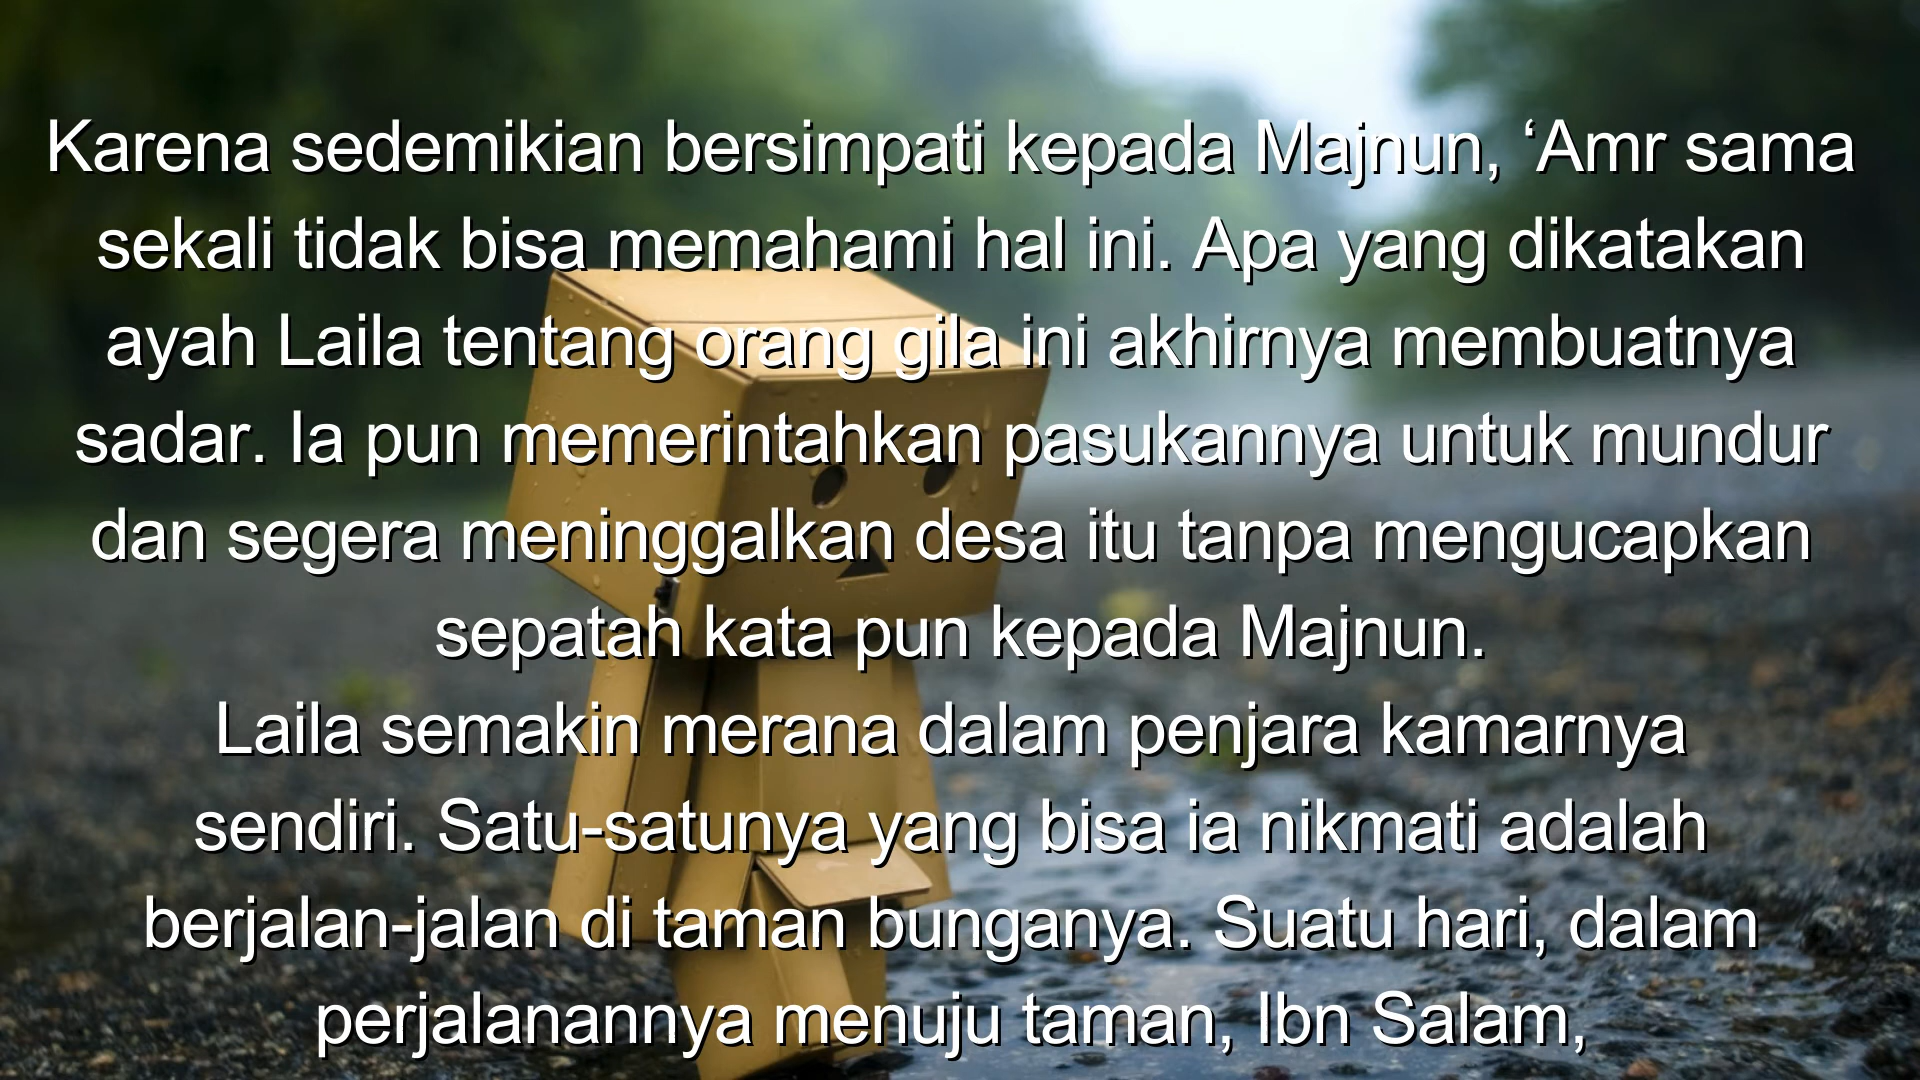 Karena sedemikian bersimpati kepada Majnun, ‘Amr sama
sekali tidak bisa memahami hal ini. Apa yang dikatakan
ayah Laila tentang orang gila ini akhirnya membuatnya
sadar. Ia pun memerintahkan pasukannya untuk mundur
dan segera meninggalkan desa itu tanpa mengucapkan
sepatah kata pun kepada Majnun.
Laila semakin merana dalam penjara kamarnya
sendiri. Satu-satunya yang bisa ia nikmati adalah
berjalan-jalan di taman bunganya. Suatu hari, dalam
perjalanannya menuju taman, Ibn Salam,